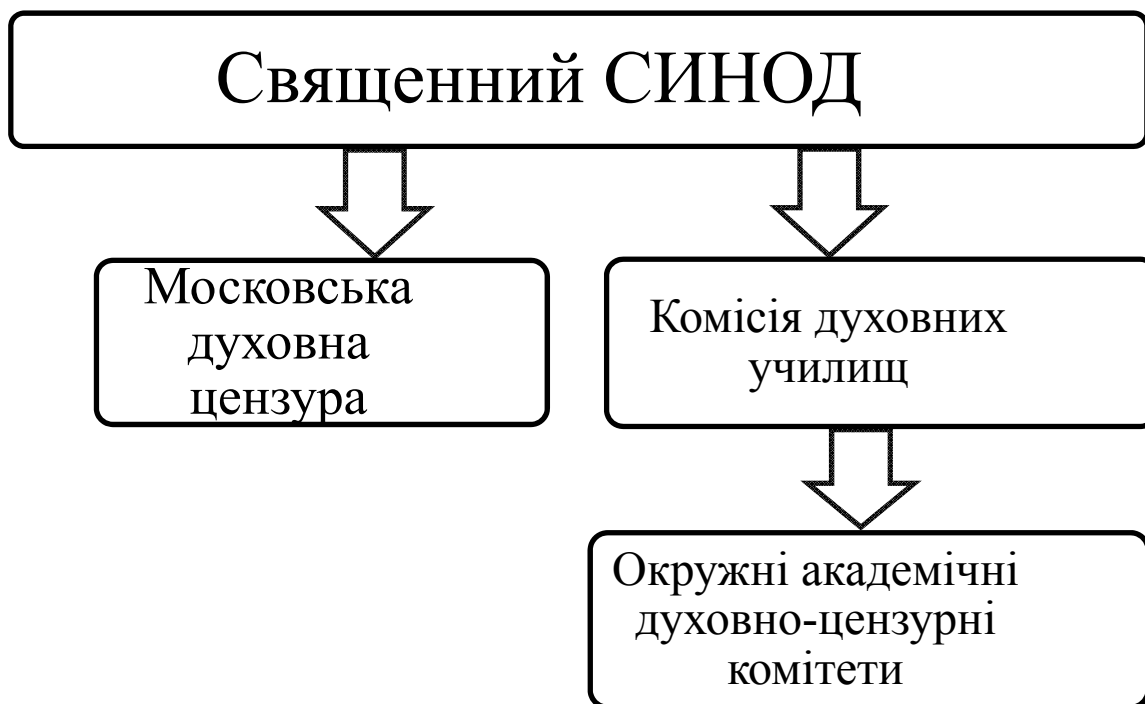 Священний СИНОД
Московська
духовна
цензура
Комісія духовних
училищ
Окружні академічні
духовно-цензурні
комітети